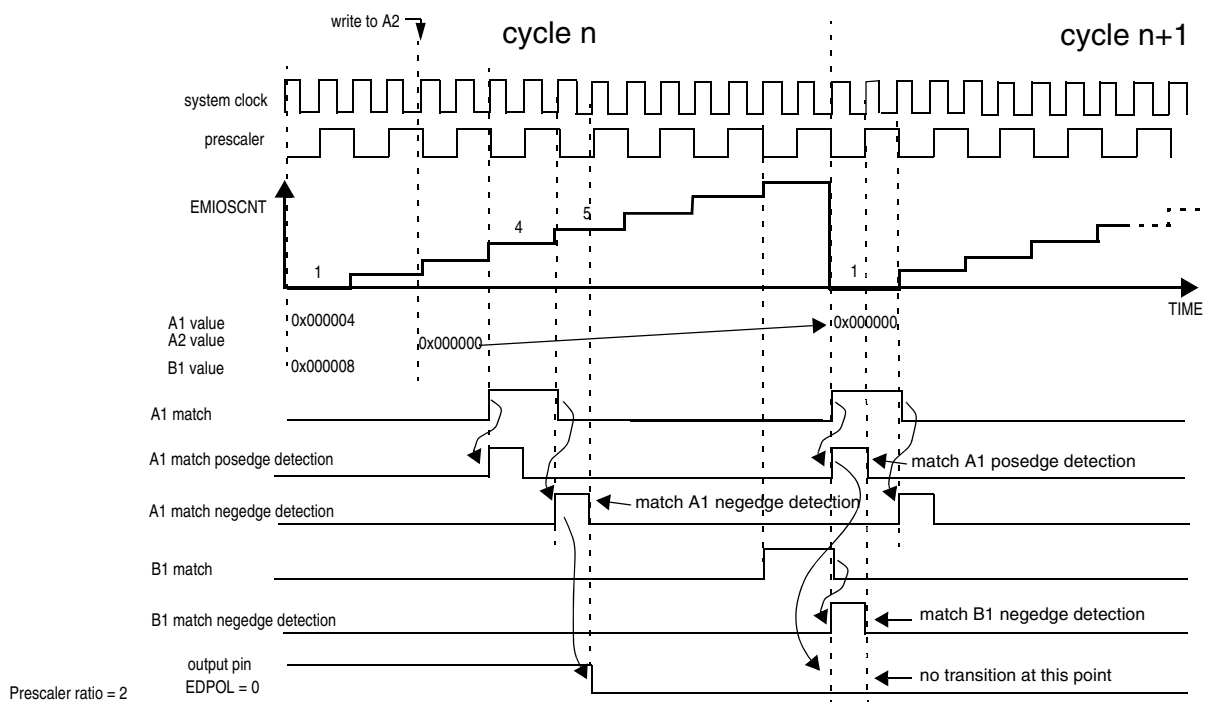 write to A2
cycle n
cycle n+1
system clock
prescaler
EMIOSCNT
1
4
5
1
TIME
A1 value
0x000004
0x000000
A2 value
0x000000
B1 value
0x000008
A1 match
A1 match posedge detection
match A1 posedge detection
A1 match negedge detection
match A1 negedge detection
B1 match
B1 match negedge detection
match B1 negedge detection
output pin
EDPOL = 0
no transition at this point
Prescaler ratio = 2